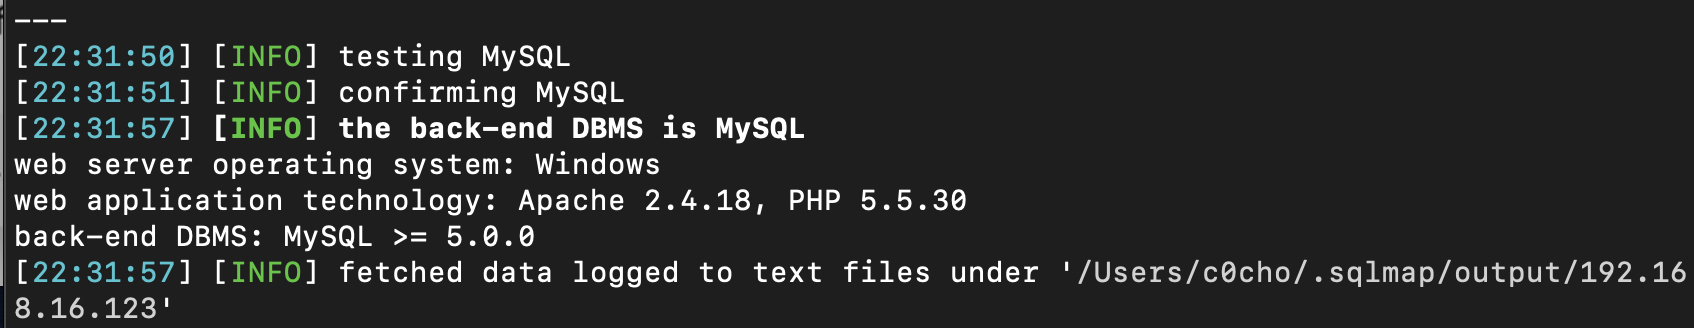 ---
[22:31:50] [INFO] testing MySQL
[22:31:51] [INFO] confirming MySQL
[22:31:57] [INFO] the back-end DBMS is MySQL
web server operating system: Windows
web application technology: Apache 2.4.18, PHP 5.5.30
back-end DBMS: MySQL >= 5.0.0
[22:31:57] [INFO] fetched data logged to text files under '/Users/c0cho/.sqlmap/output/192.16
8.16.123'